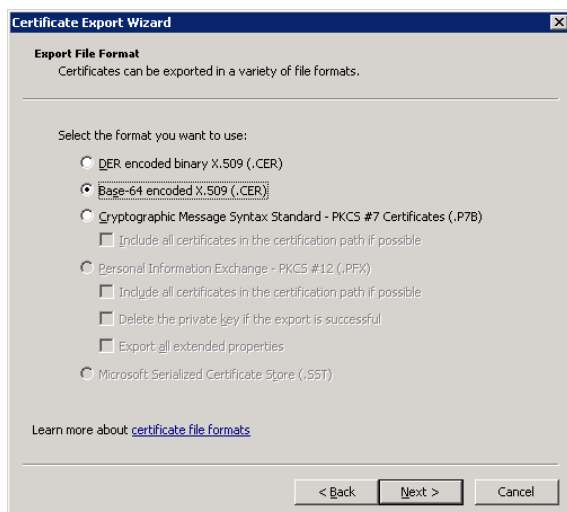 Certificate Export Wizard
Export File Format
Certificates can be exported in a variety of file formats.
Select the format you want to use:
DER encoded binary X.509 (.CER)
Base-64 encoded X.509 (.CER)
Cryptographic Message Syntax Standard - PKCS #7 Certificates (.P7B)
Include all certificates in the certification path if possible
Personal Information Exchange - PKCS #12 (.PFX)
Include all certificates in the certification path if possible
Delete the private key if the export is successful
Export all extended properties
Microsoft Serialized Certificate Store (.SST)
Learn more about certificate file formats
< Back Next > Cancel